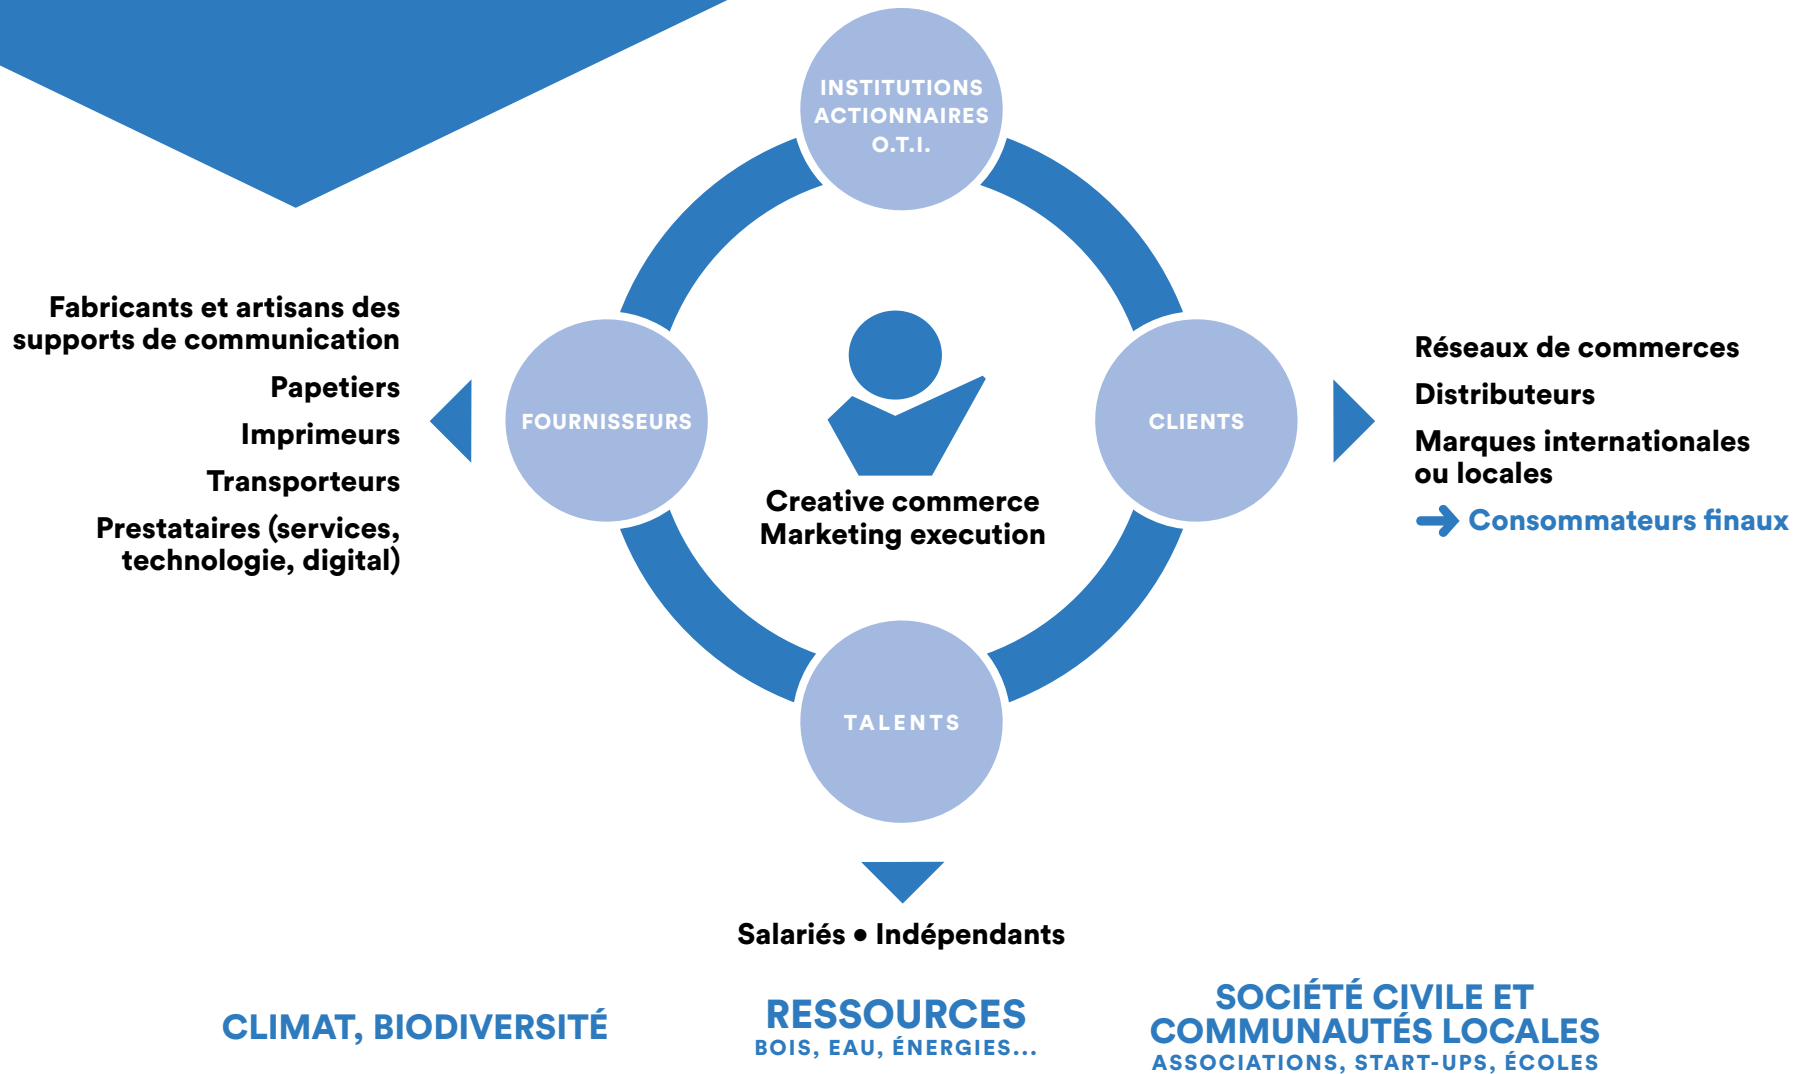 INSTITUTIONS
ACTIONNAIRES
O.T.I.
Fabricants et artisans des
supports de communication
Papetiers
Imprimeurs
Transporteurs
Prestataires (services,
technologie, digital)
FOURNISSEURS
Creative commerce
Marketing execution
CLIENTS
Réseaux de commerces
Distributeurs
Marques internationales
ou locales
Consommateurs finaux
TALENTS
Salariés • Indépendants
CLIMAT, BIODIVERSITÉ
RESSOURCES
BOIS, EAU, ÉNERGIES...
SOCIÉTÉ CIVILE ET
COMMUNAUTÉS LOCALES
ASSOCIATIONS, START-UPS, ÉCOLES